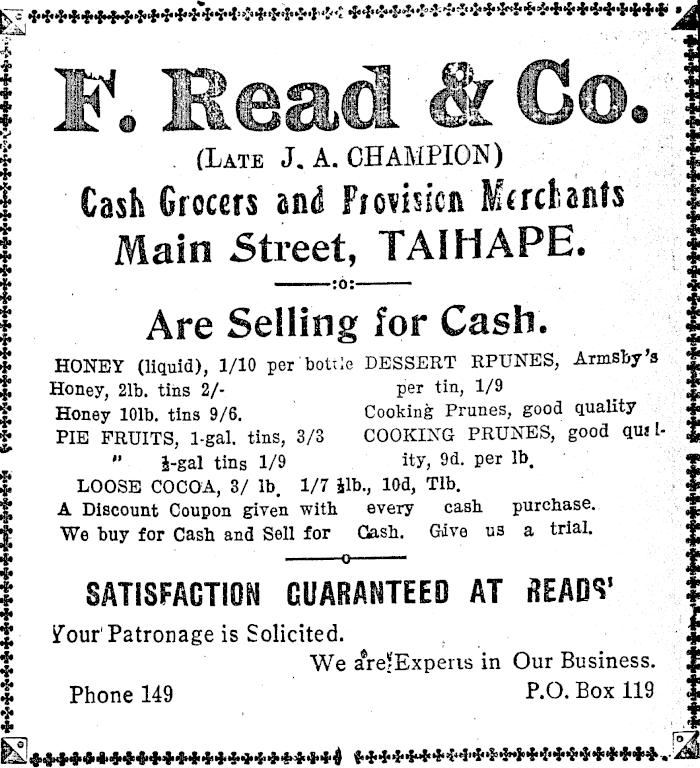 F. Read & Co.
(LATE J. A. CHAMPION)
Cash Grocers and Provision Merchants
Main Street, TAIHAPE.
:o:
Are Selling for Cash.
HONEY (liquid), 1/10 per bottle
Honey, 2lb. tins 2/-
Honey 10lb. tins 9/6.
PIE FRUITS, 1-gal. tins, 3/3
" ½-gal tins 1/9
DESSERT RPUNES, Armsby's
per tin, 1/9
Cooking Prunes, good quality
COOKING PRUNES, good qual-
ity, 9d. per lb.
LOOSE COCOA, 3/ lb. 1/7 ½lb., 10d, Tlb.
A Discount Coupon given with every cash purchase.
We buy for Cash and Sell for Cash. Give us a trial.
o
SATISFACTION GUARANTEED AT READS'
Your Patronage is Solicited.
We are Experts in Our Business.
Phone 149
P.O. Box 119